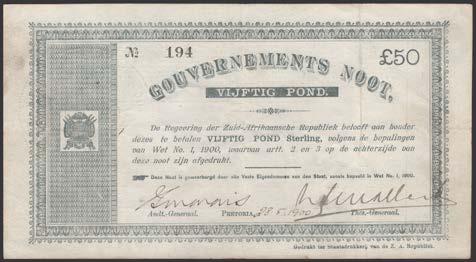 № 194
£50
GOUVERNEMENTS NOOT,
VIJFTIG POND.
De Regeering der Zuid-Afrikaansche Republiek belooft aan houder
dezes te betalen VIJFTIG POND Sterling, volgens de bepalingen
van Wet No. 1, 1900, waarvan artt. 2 en 3 op de achterzijde van
deze noot zijn afgedrukt.
Deze Noot is gewaarborgd door alle Vaste Eigendommen van den Staat, zooals bepaald in Wet No. 1, 1900.
Audt.-Generaal. PRETORIA, 28.5.1900 Thes.-Generaal.
Gedrukt ter Staatsdrukkerij van de Z. A. Republiek.